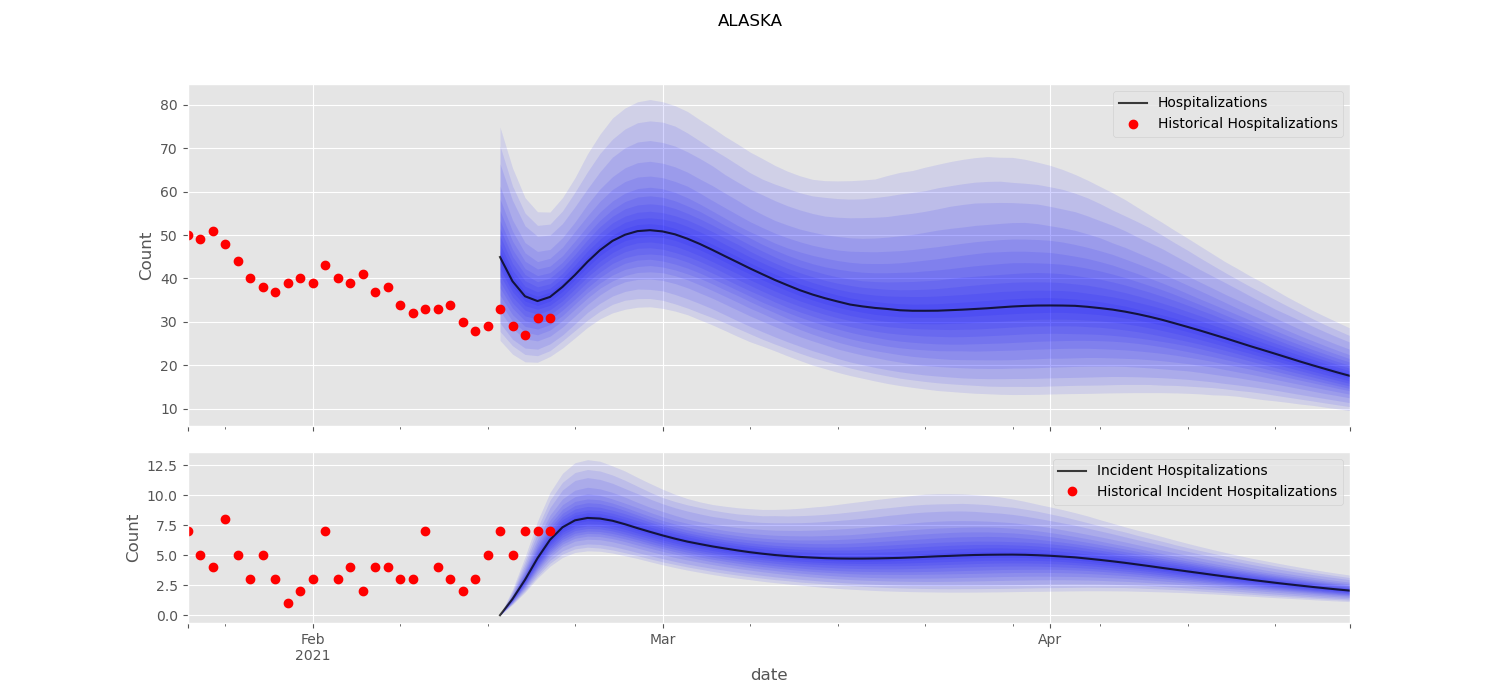 ALASKA
Hospitalizations
Historical Hospitalizations
80
70
60
50
40
30
20
10
Count
Incident Hospitalizations
Historical Incident Hospitalizations
12.5
10.0
7.5
5.0
2.5
0.0
Count
Feb
2021
Mar
Apr
date